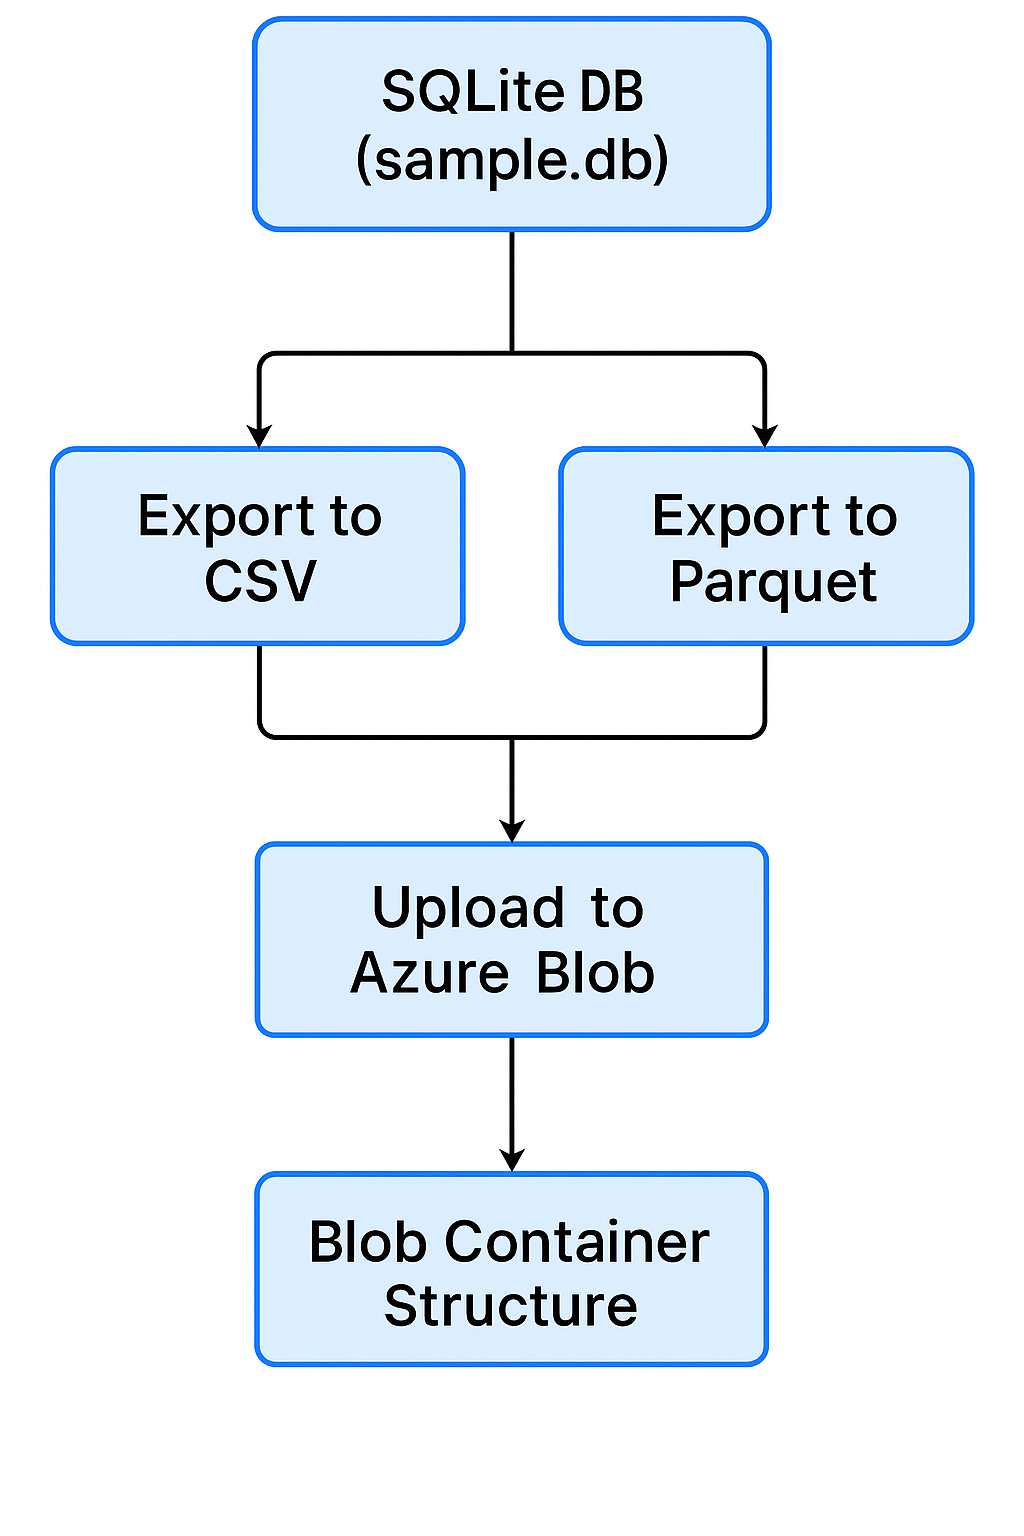 SQLite DB
(sample.db)
Export to
CSV
Export to
Parquet
Upload to
Azure Blob
Blob Container
Structure